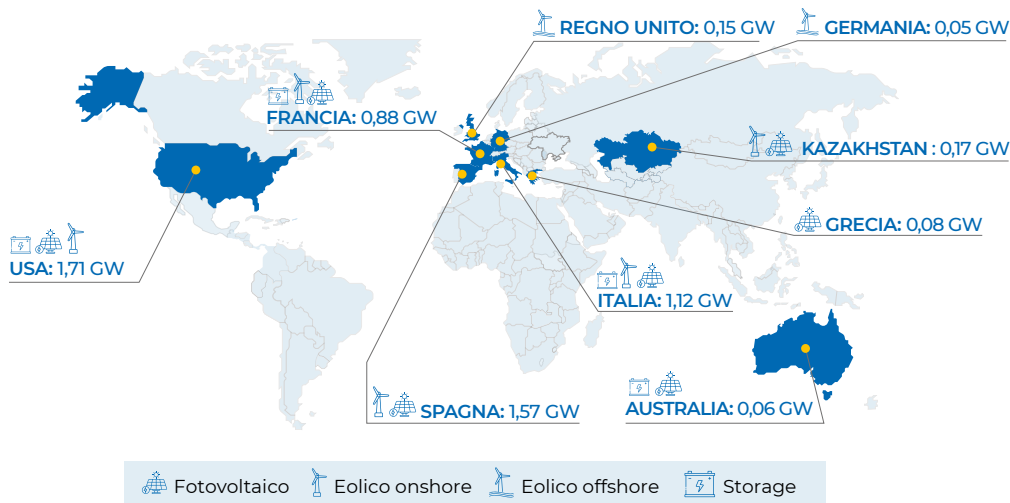 REGNO UNITO: 0,15 GW
GERMANIA: 0,05 GW
FRANCIA: 0,88 GW
KAZAKHSTAN : 0,17 GW
GRECIA: 0,08 GW
USA: 1,71 GW
ITALIA: 1,12 GW
SPAGNA: 1,57 GW
AUSTRALIA: 0,06 GW
Fotovoltaico Eolico onshore Eolico offshore Storage